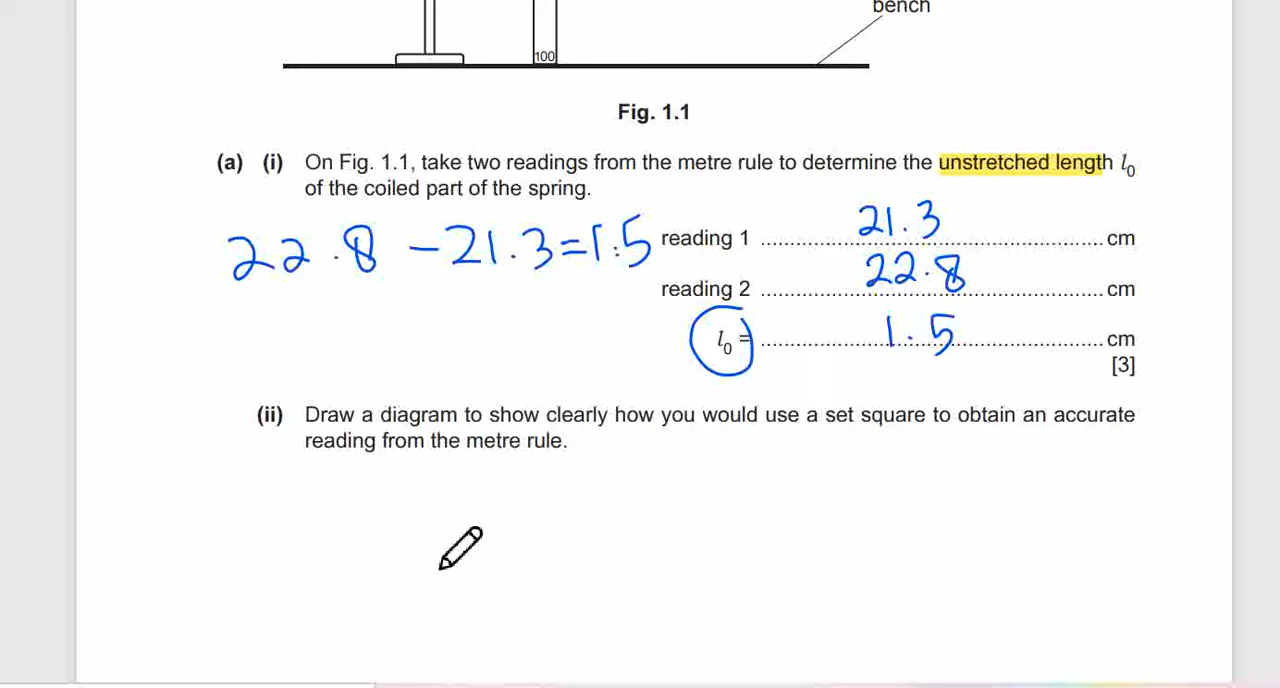 bench
100
Fig. 1.1
(a) (i) On Fig. 1.1, take two readings from the metre rule to determine the unstretched length l₀
of the coiled part of the spring.
22.8 - 21.3 = 1.5
reading 1 ........ 21.3 ........ cm
reading 2 ........ 22.8 ........ cm
l₀ = ........ 1.5 ........ cm
[3]
(ii) Draw a diagram to show clearly how you would use a set square to obtain an accurate
reading from the metre rule.